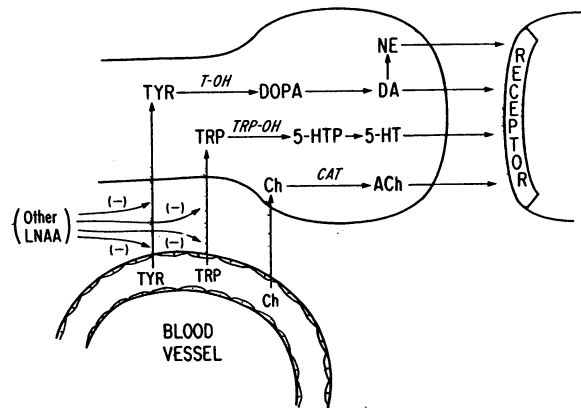 NE
TYR T-OH DOPA DA
TRP TRP-OH 5-HTP 5-HT
Ch CAT ACh
RECEPTOR
(Other LNAA)
(-) (-)
(-) (-)
TYR TRP Ch
BLOOD
VESSEL